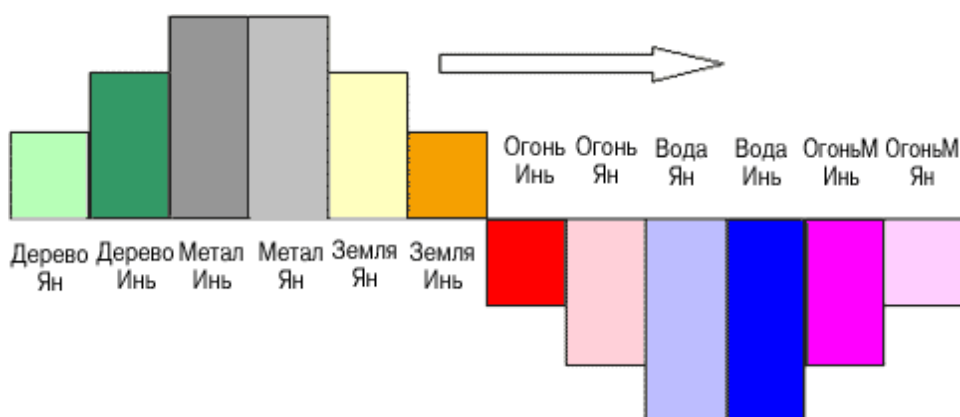 Огонь Огонь Вода Вода ОгоньМ ОгоньМ
Инь Ян Ян Инь Инь Ян
Дерево Дерево Метал Метал Земля Земля
Ян Инь Инь Ян Ян Инь